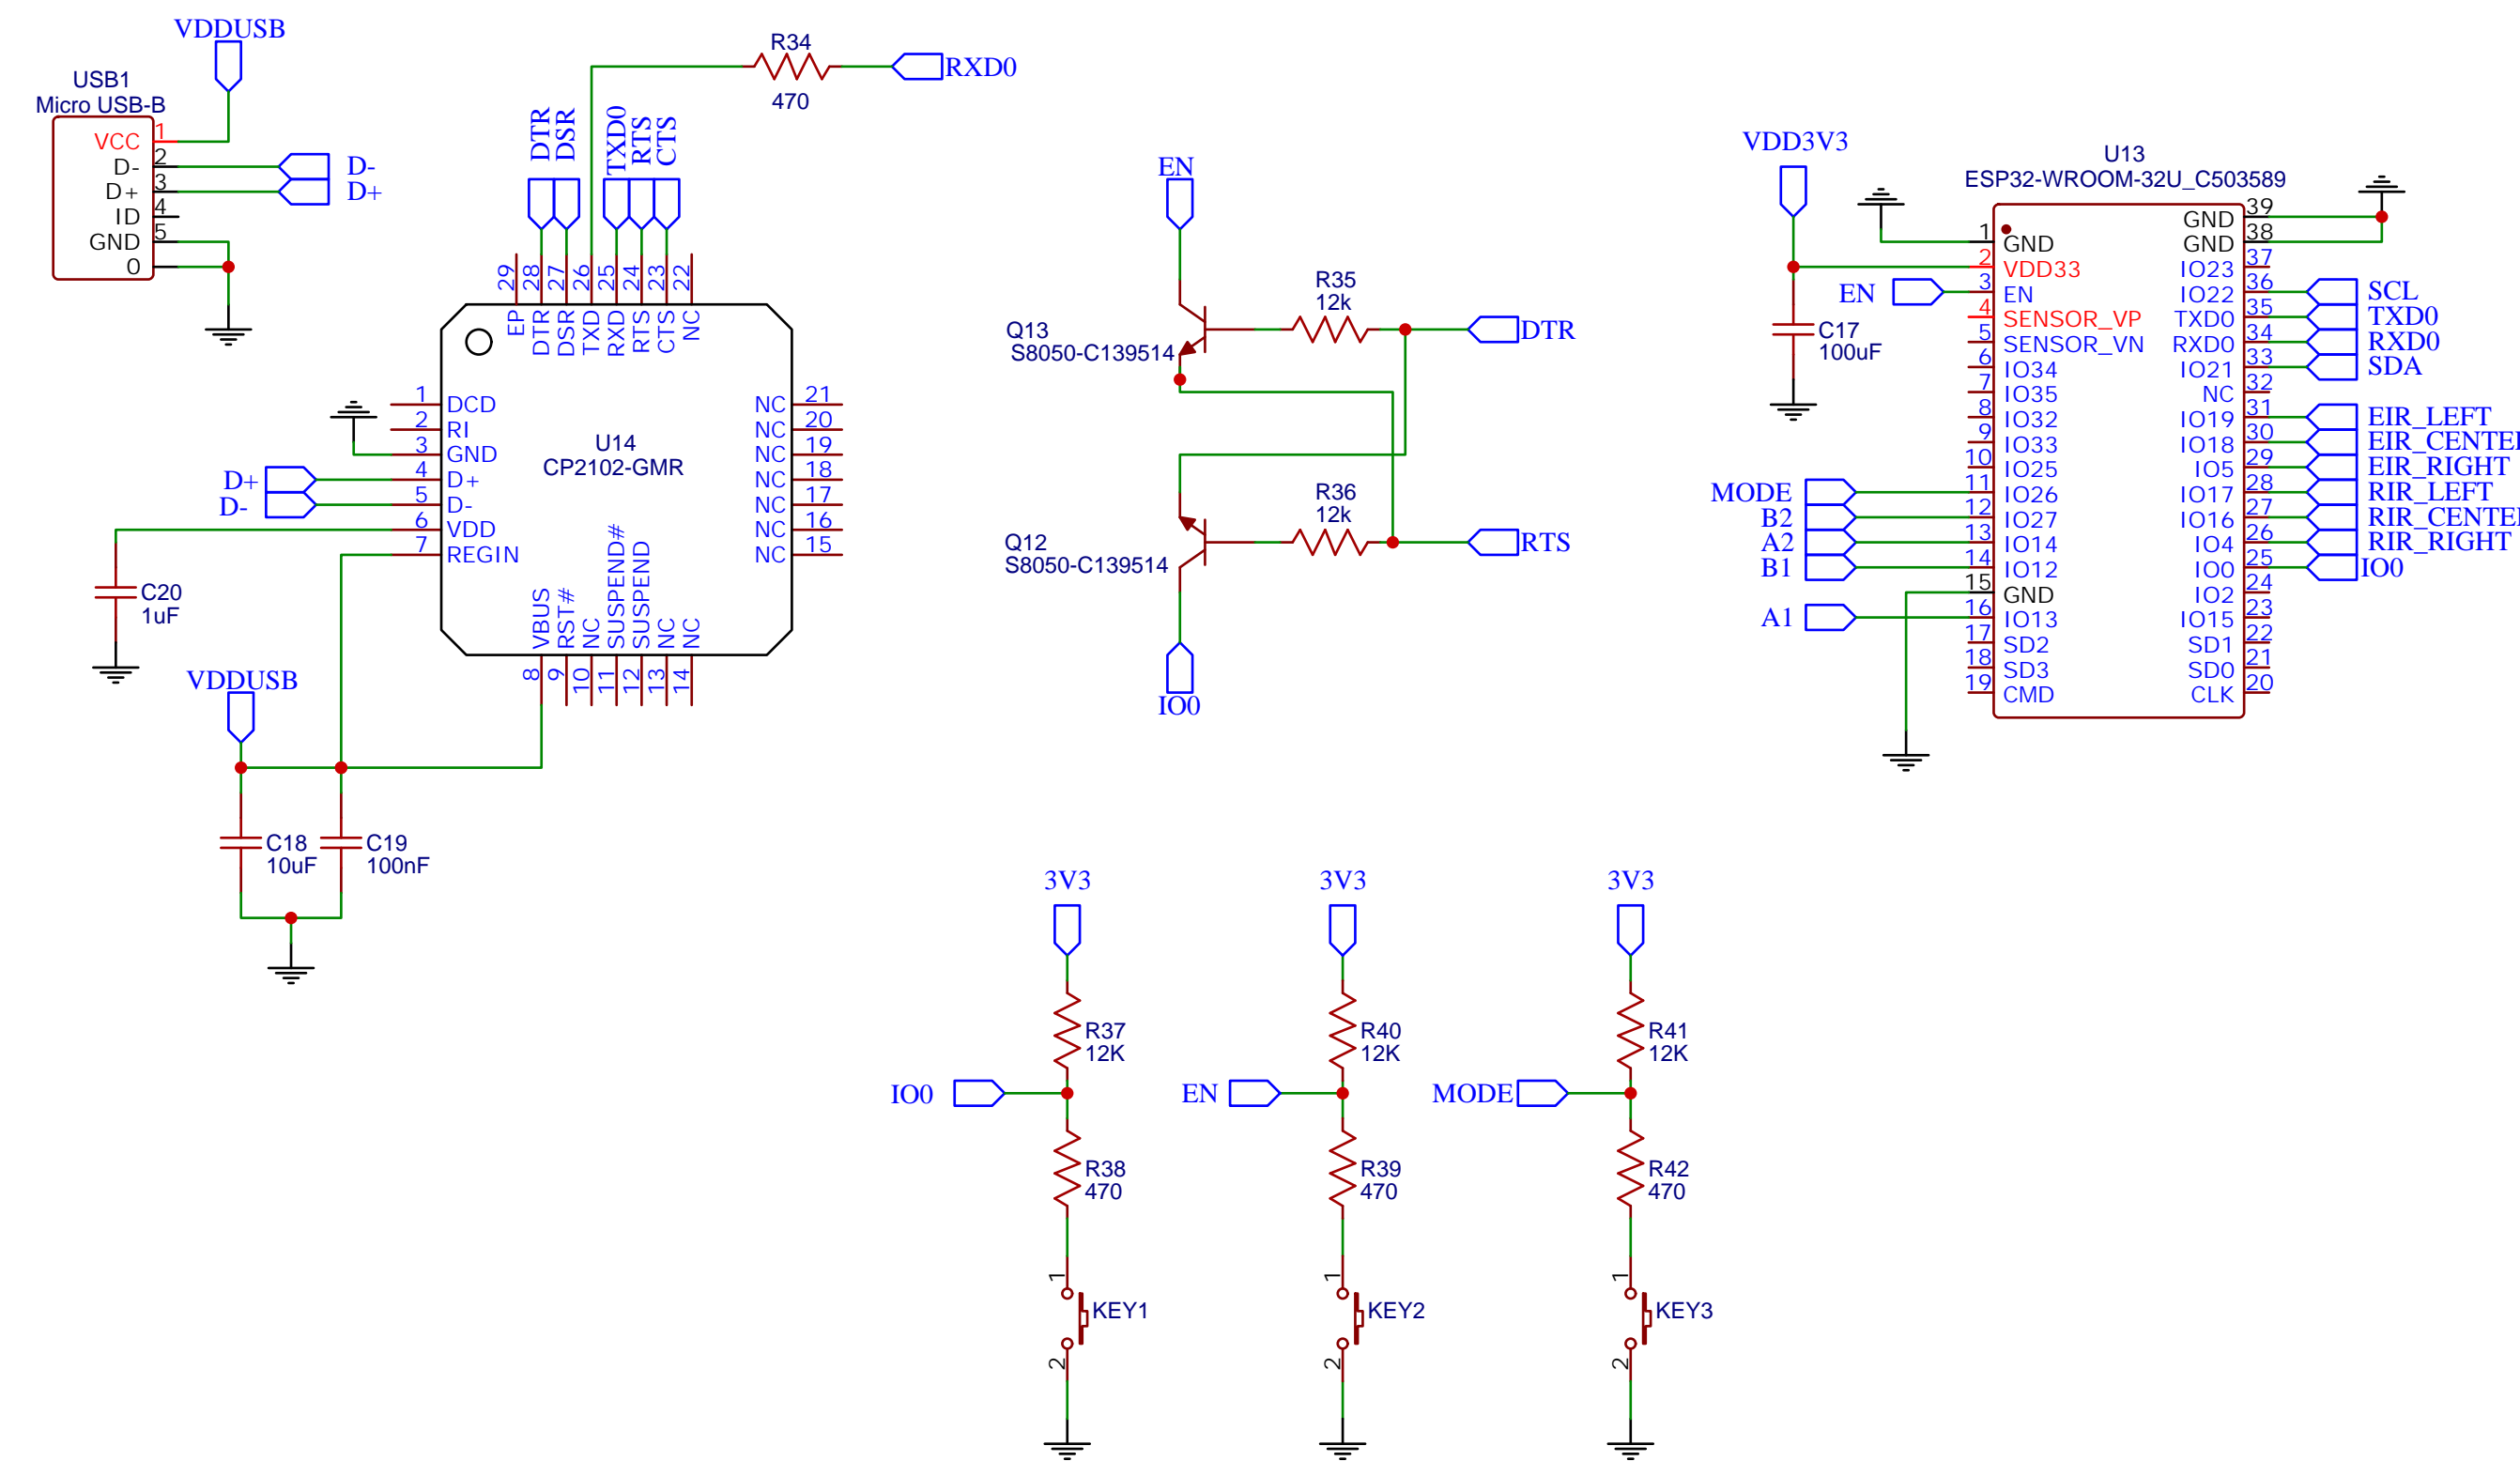 VDDUSB
USB1
Micro USB-B
VCC 1
D- 2
D+ 3
ID 4
GND 5
0
D-
D+
R34
470
RXD0
DTR
DSR
TXD0
RTS
CTS
29 28 27 26 25 24 23 22
EP DTR DSR TXD RXD RTS CTS NC
1 DCD
2 RI
3 GND
4 D+
5 D-
6 VDD
7 REGIN
D+
D-
U14
CP2102-GMR
NC 21
NC 20
NC 19
NC 18
NC 17
NC 16
NC 15
VBUS RST# NC SUSPEND# SUSPEND NC NC
8 9 10 11 12 13 14
C20
1uF
VDDUSB
C18
10uF
C19
100nF
EN
Q13
S8050-C139514
R35
12k
DTR
R36
12k
RTS
Q12
S8050-C139514
IO0
VDD3V3
C17
100uF
U13
ESP32-WROOM-32U_C503589
EN
MODE
B2
A2
B1
A1
1 GND
2 VDD33
3 EN
4 SENSOR_VP
5 SENSOR_VN
6 IO34
7 IO35
8 IO32
9 IO33
10 IO25
11 IO26
12 IO27
13 IO14
14 IO12
15 GND
16 IO13
17 SD2
18 SD3
19 CMD
GND 39
GND 38
IO23 37
IO22 36 SCL
TXD0 35 TXD0
RXD0 34 RXD0
IO21 33 SDA
NC 32
IO19 31 EIR_LEFT
IO18 30 EIR_CENTE
IO5 29 EIR_RIGHT
IO17 28 RIR_LEFT
IO16 27 RIR_CENTE
IO4 26 RIR_RIGHT
IO0 25 IO0
IO2 24
IO15 23
SD1 22
SD0 21
CLK 20
3V3
R37
12K
IO0
R38
470
1
KEY1
2
3V3
R40
12K
EN
R39
470
1
KEY2
2
3V3
R41
12K
MODE
R42
470
1
KEY3
2